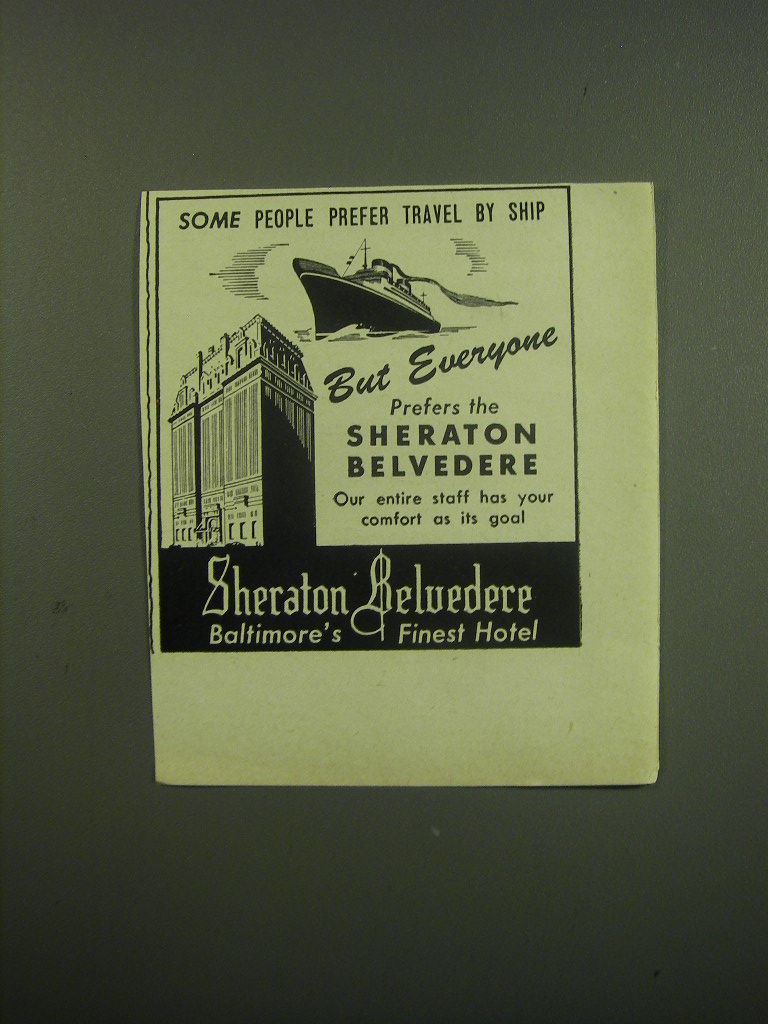 SOME PEOPLE PREFER TRAVEL BY SHIP
But Everyone
Prefers the
SHERATON
BELVEDERE
Our entire staff has your
comfort as its goal
Sheraton Belvedere
Baltimore's Finest Hotel